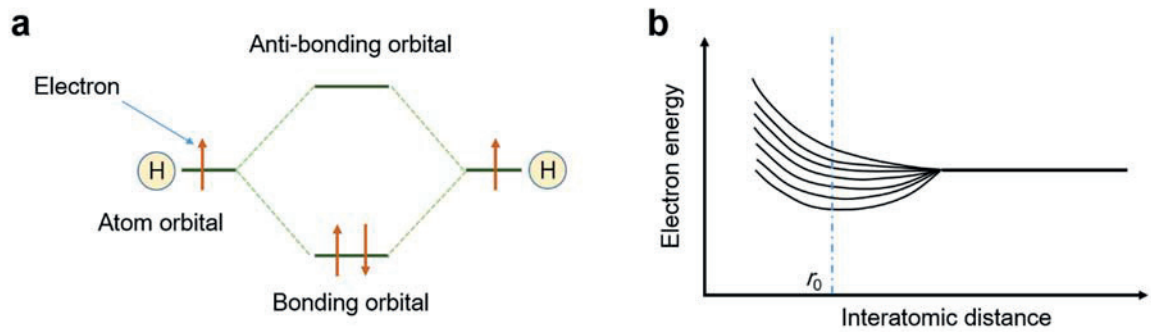 a
Anti-bonding orbital
Electron
H
H
Atom orbital
Bonding orbital
b
Electron energy
r0
Interatomic distance